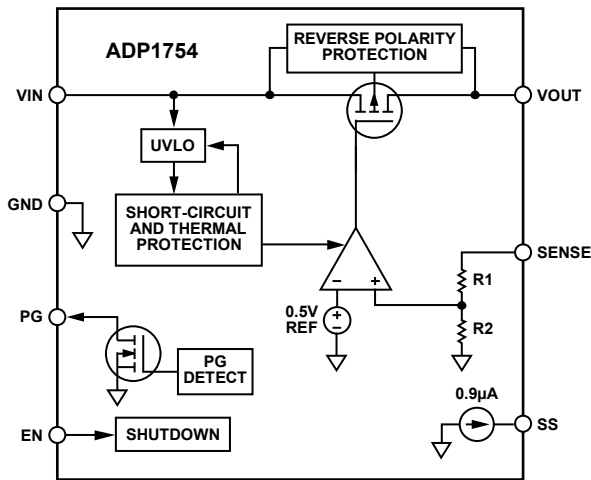 ADP1754
REVERSE POLARITY
PROTECTION
VIN
VOUT
UVLO
GND
SHORT-CIRCUIT
AND THERMAL
PROTECTION
SENSE
R1
–
+
PG
0.5V
REF
+
–
R2
PG
DETECT
0.9µA
EN
SHUTDOWN
SS